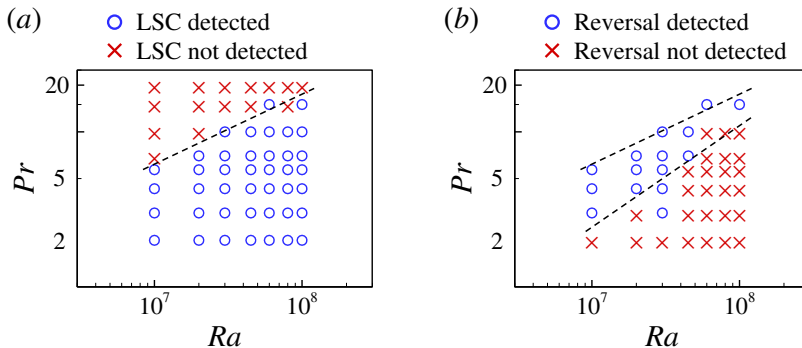 (a) LSC detected
LSC not detected
20
5
2
Pr
10^7 10^8
Ra
(b) Reversal detected
Reversal not detected
20
5
2
Pr
10^7 10^8
Ra